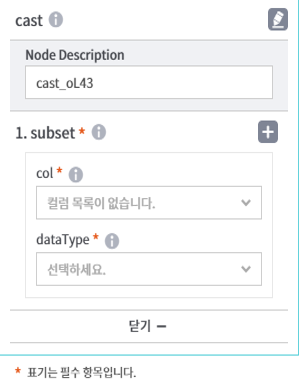 cast
Node Description
cast_oL43
1. subset *
col *
컬럼 목록이 없습니다.
dataType *
선택하세요.
닫기
* 표기는 필수 항목입니다.